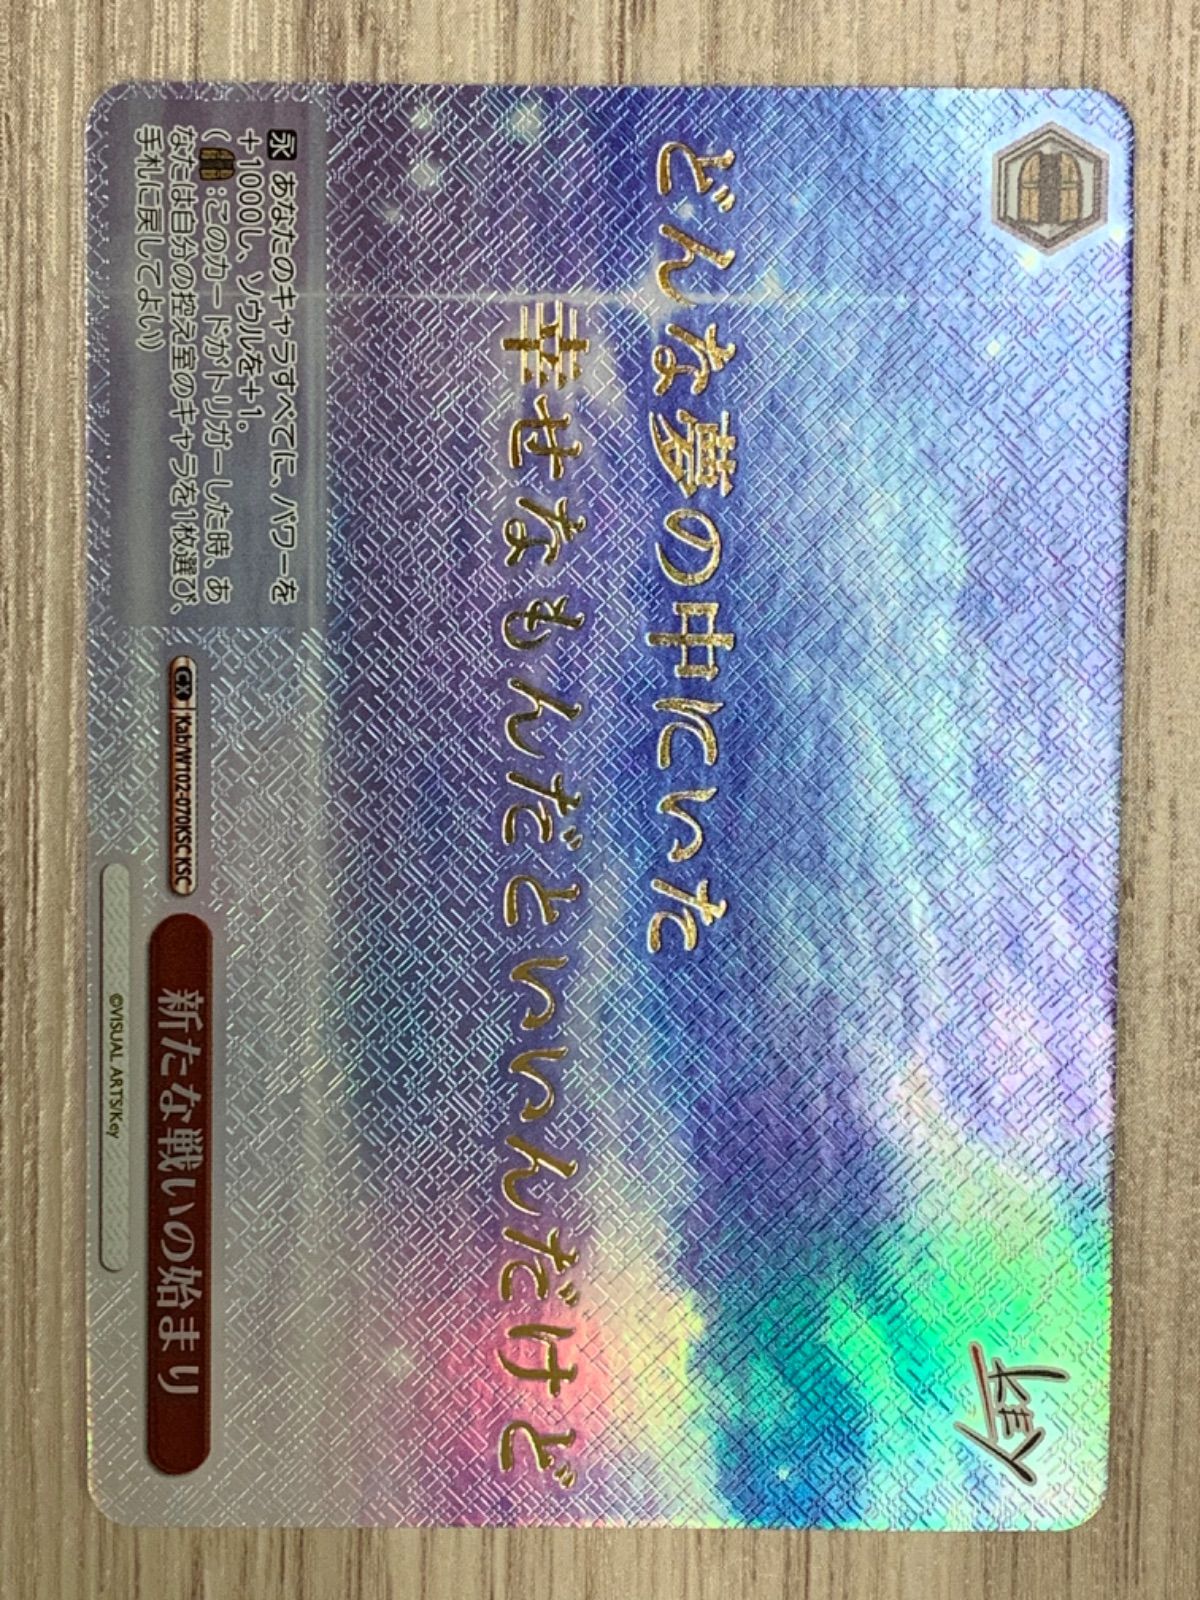 どんな夢の中にいた
幸せなもんだといいんだけど
永 あなたのキャラすべてに、パワーを
＋1000し、ソウルを＋1。
（ ：このカードがトリガーした時、あ
なたは自分の控え室のキャラを1枚選び、
手札に戻してよい）
CX Kab/W102-070KSC KSC
新たな戦いの始まり
©VISUAL ARTS/Key